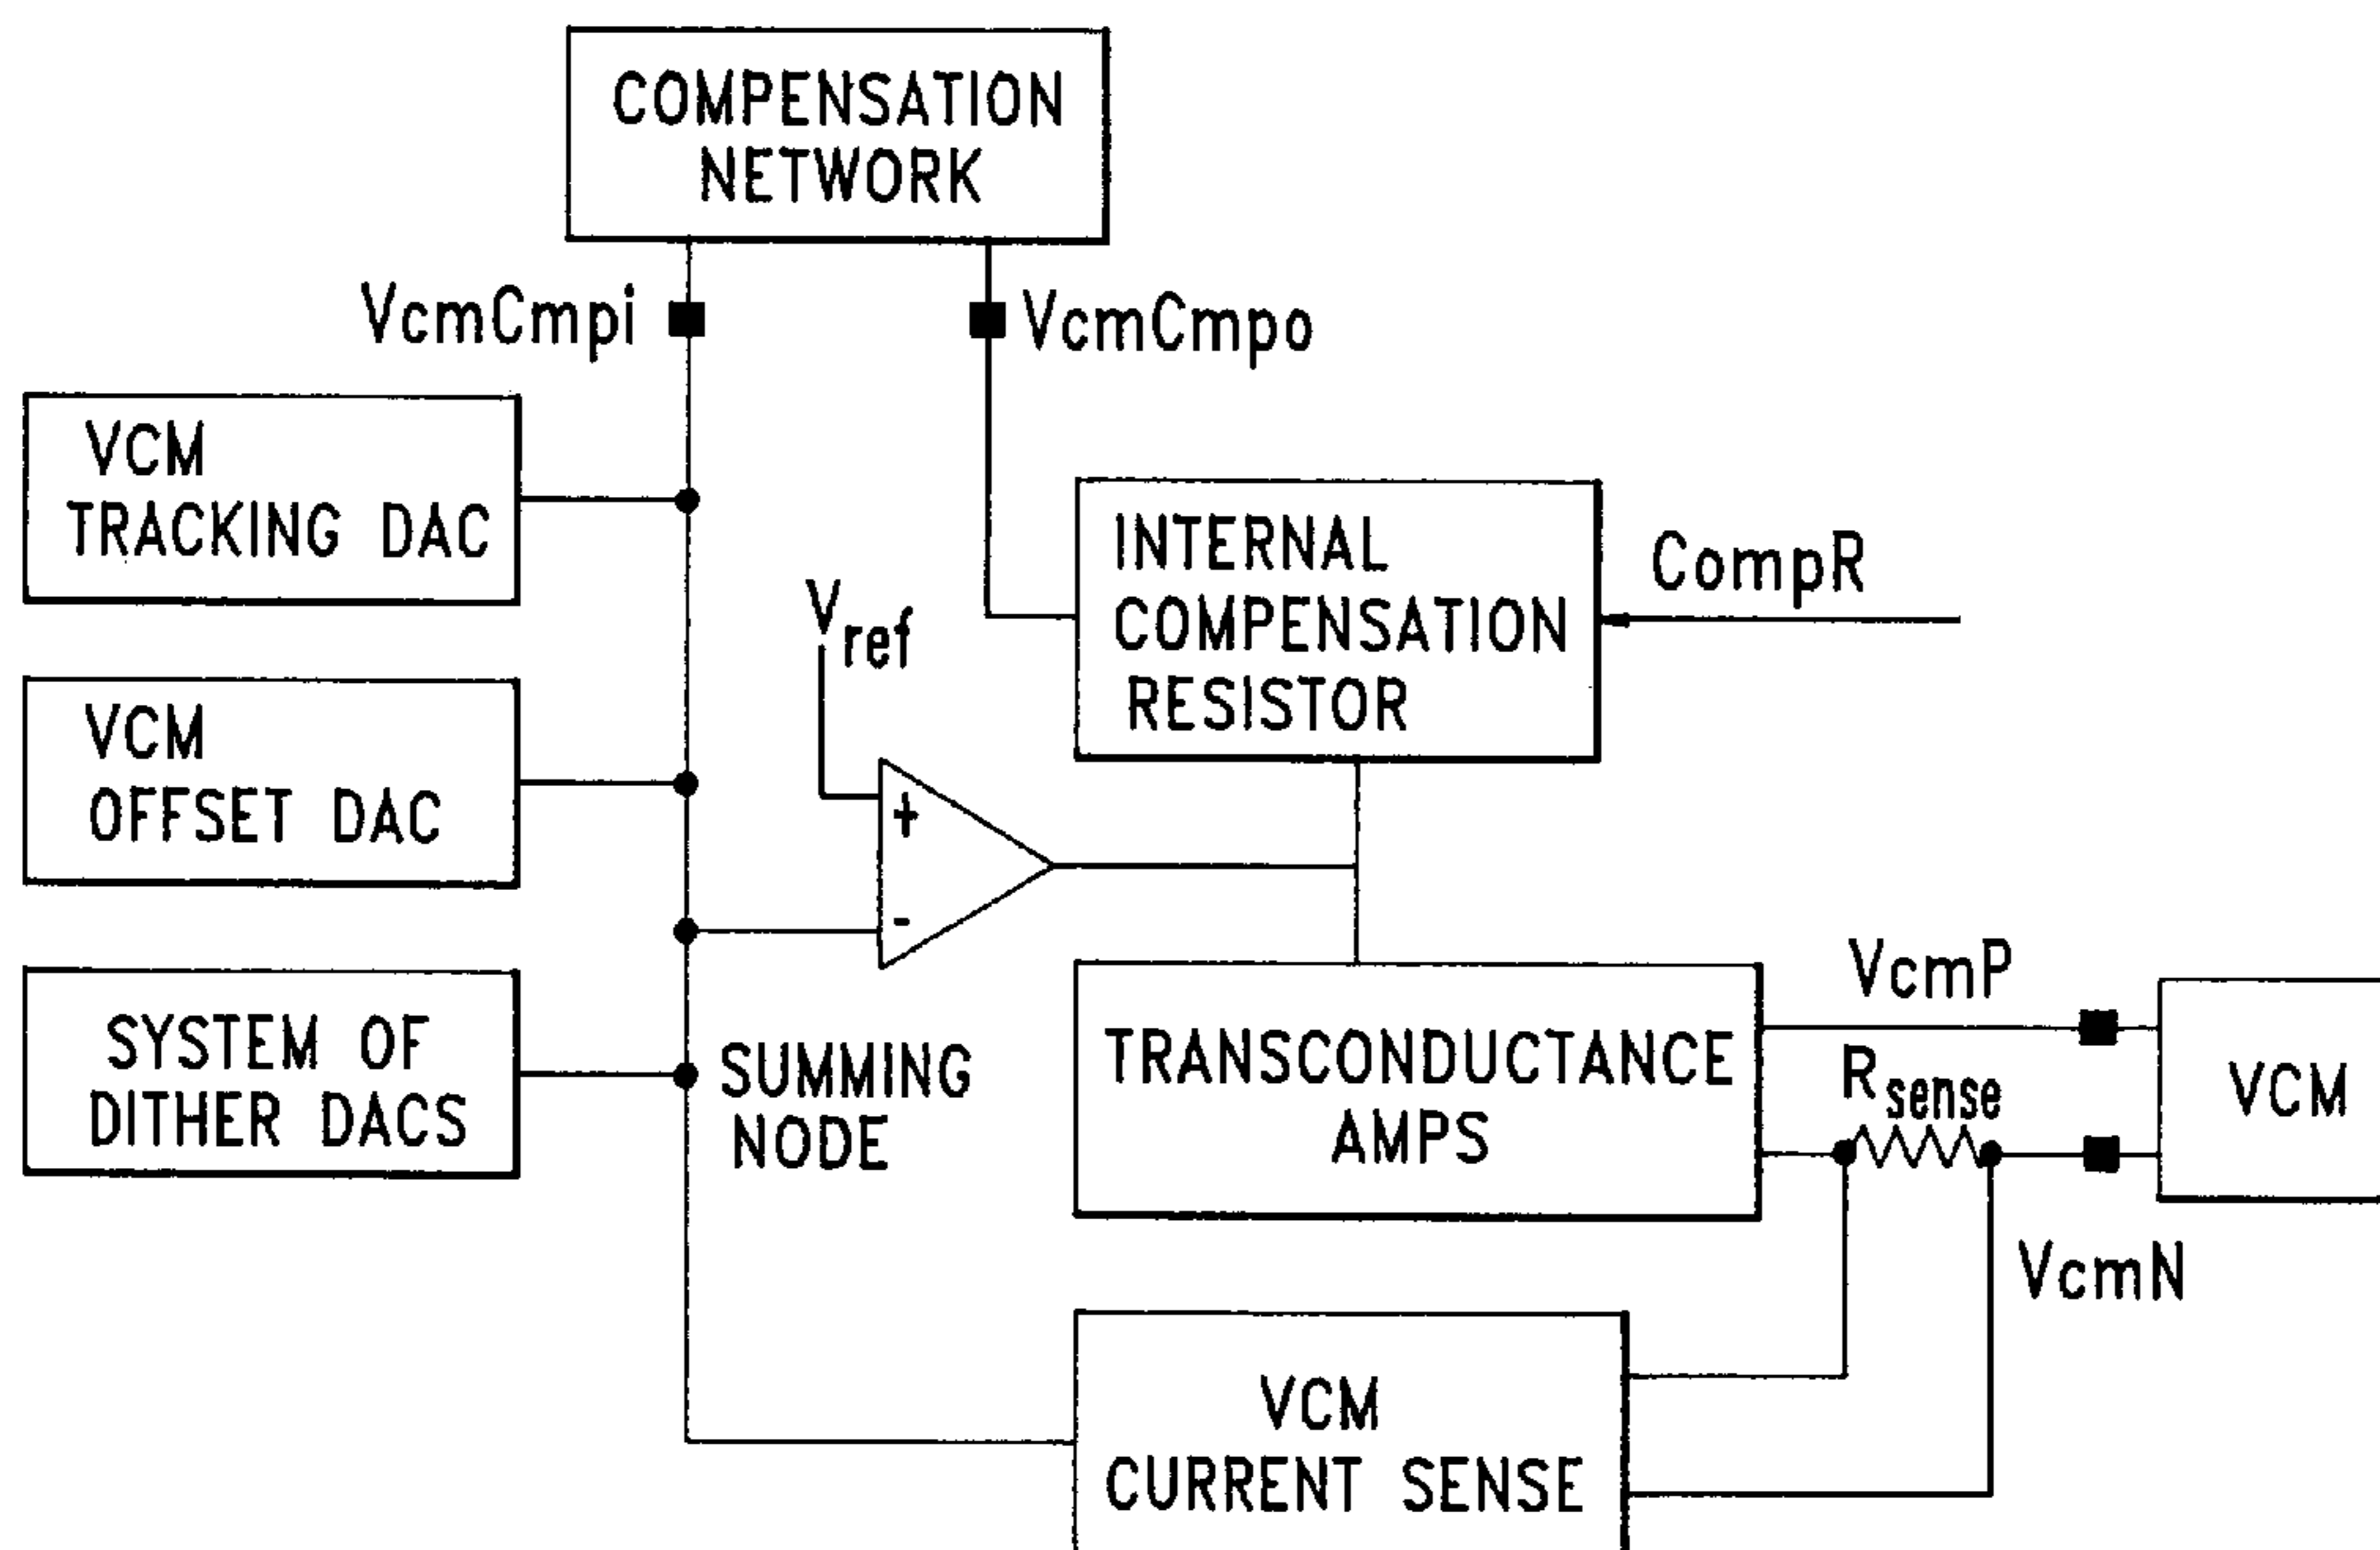 COMPENSATION
NETWORK
VcmCmpi
VcmCmpo
VCM
TRACKING DAC
INTERNAL
COMPENSATION
RESISTOR
CompR
Vref
VCM
OFFSET DAC
+
-
SYSTEM OF
DITHER DACS
SUMMING
NODE
TRANSCONDUCTANCE
AMPS
VcmP
Rsense
VCM
VcmN
VCM
CURRENT SENSE